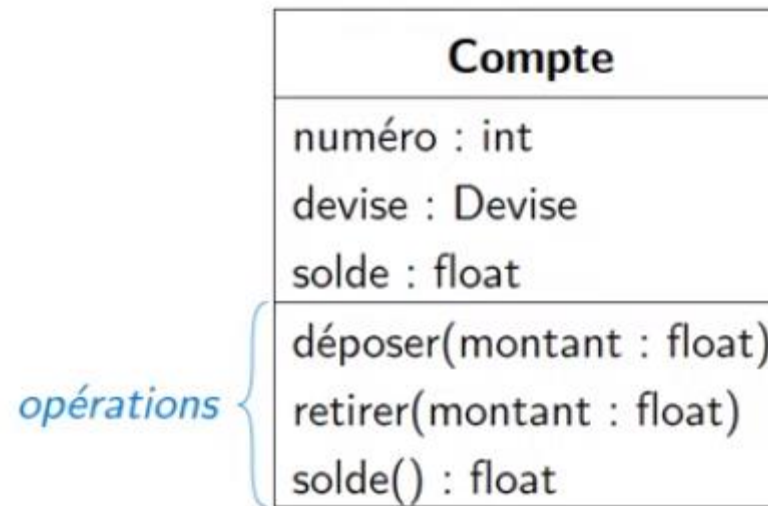 Compte
numéro : int
devise : Devise
solde : float
déposer(montant : float)
opérations
retirer(montant : float)
solde() : float